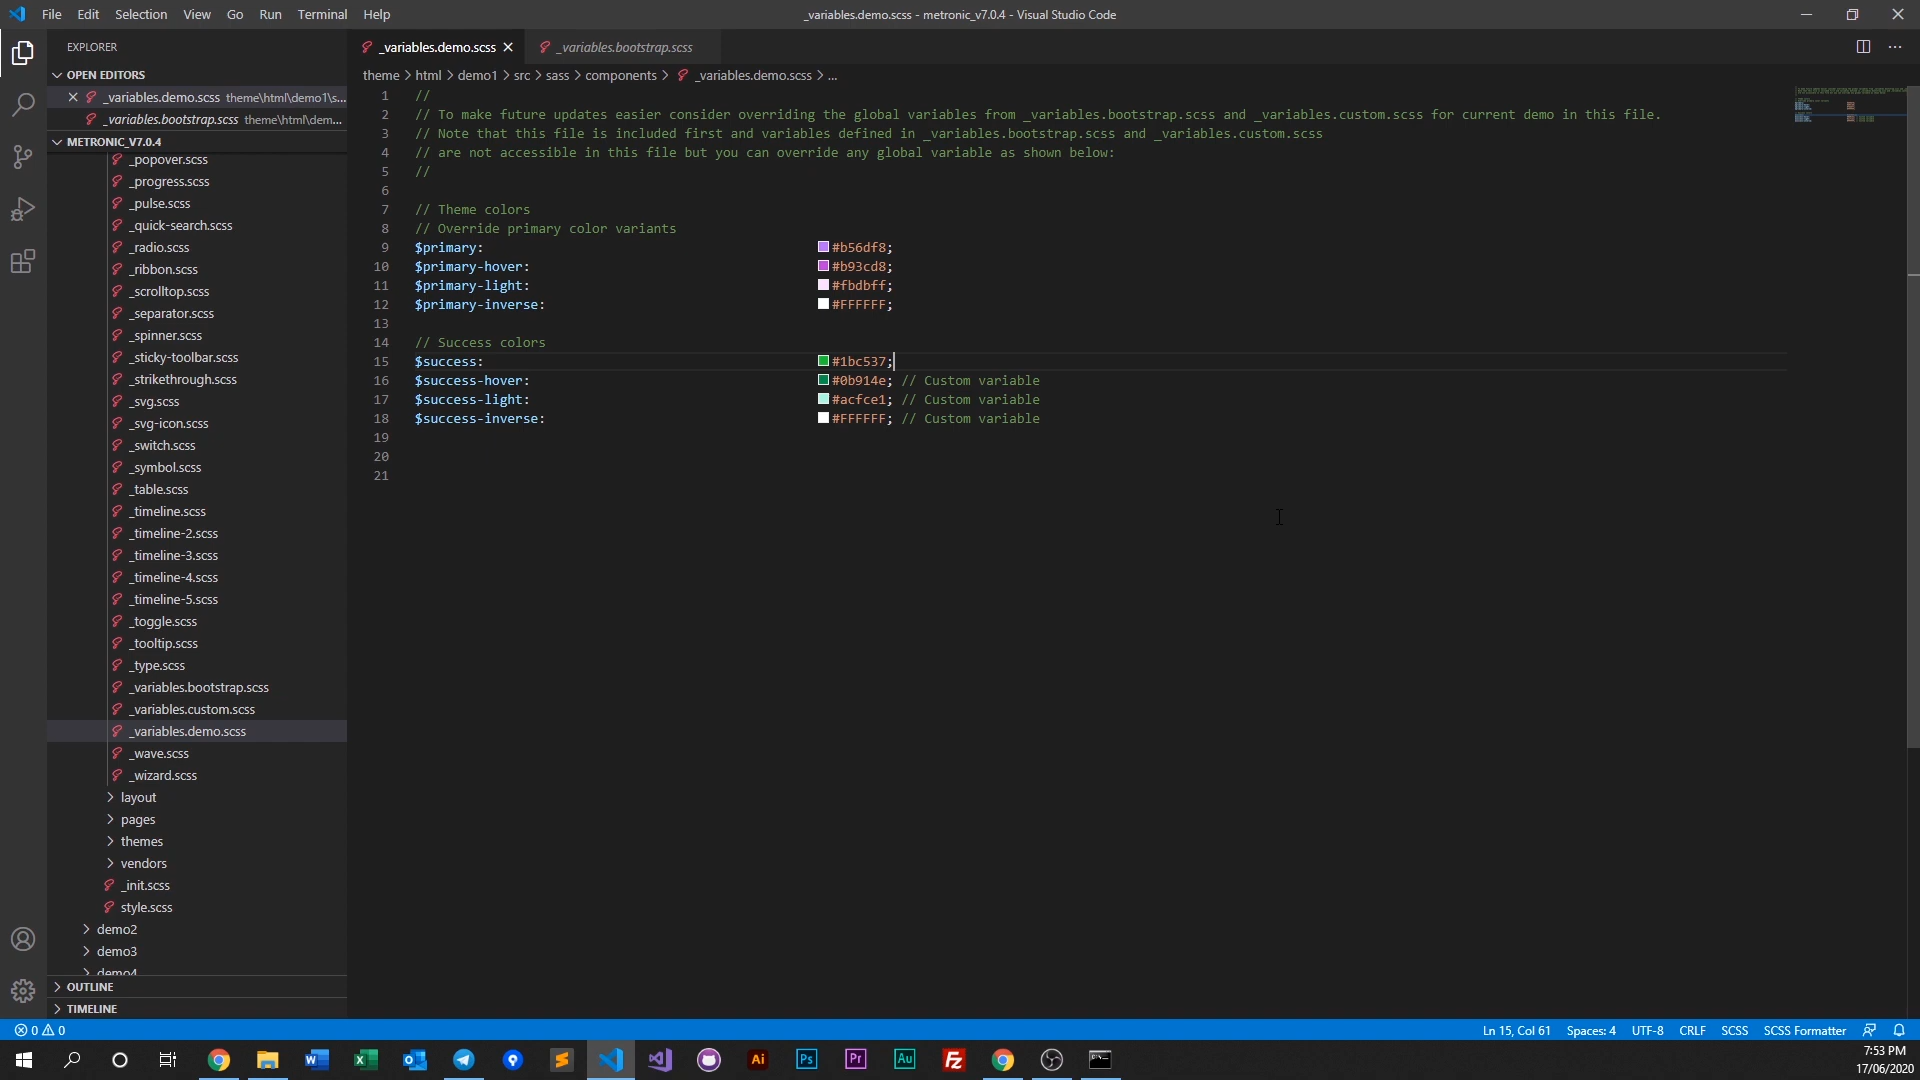 File Edit Selection View Go Run Terminal Help
_variables.demo.scss - metronic_v7.0.4 - Visual Studio Code
EXPLORER
OPEN EDITORS
_variables.demo.scss theme\html\demo1\s...
_variables.bootstrap.scss theme\html\dem...
METRONIC_V7.0.4
_popover.scss
_progress.scss
_pulse.scss
_quick-search.scss
_radio.scss
_ribbon.scss
_scrolltop.scss
_separator.scss
_spinner.scss
_sticky-toolbar.scss
_strikethrough.scss
_svg.scss
_svg-icon.scss
_switch.scss
_symbol.scss
_table.scss
_timeline.scss
_timeline-2.scss
_timeline-3.scss
_timeline-4.scss
_timeline-5.scss
_toggle.scss
_tooltip.scss
_type.scss
_variables.bootstrap.scss
_variables.custom.scss
_variables.demo.scss
_wave.scss
_wizard.scss
layout
pages
themes
vendors
_init.scss
style.scss
demo2
demo3
demo4
OUTLINE
TIMELINE
_variables.demo.scss
_variables.bootstrap.scss
theme > html > demo1 > src > sass > components > _variables.demo.scss > ...
1 //
2 // To make future updates easier consider overriding the global variables from _variables.bootstrap.scss and _variables.custom.scss for current demo in this file.
3 // Note that this file is included first and variables defined in _variables.bootstrap.scss and _variables.custom.scss
4 // are not accessible in this file but you can override any global variable as shown below:
5 //
6
7 // Theme colors
8 // Override primary color variants
9 $primary: #b56df8;
10 $primary-hover: #b93cd8;
11 $primary-light: #fbdbff;
12 $primary-inverse: #FFFFFF;
13
14 // Success colors
15 $success: #1bc537;
16 $success-hover: #0b914e; // Custom variable
17 $success-light: #acfce1; // Custom variable
18 $success-inverse: #FFFFFF; // Custom variable
19
20
21
0 0
Ln 15, Col 61 Spaces: 4 UTF-8 CRLF SCSS SCSS Formatter
Ai Ps Pr Au Fz
7:53 PM
17/06/2020